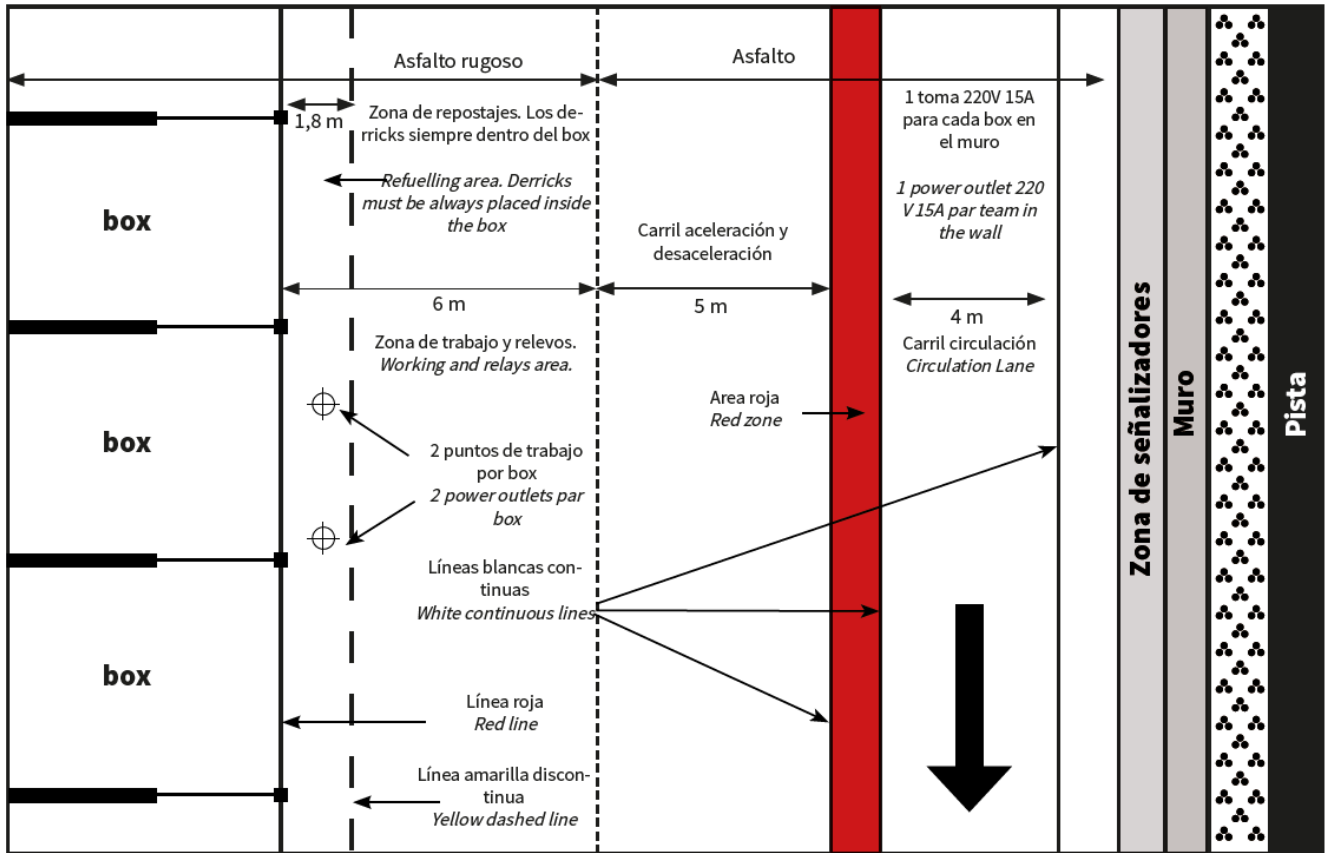 Asfalto rugoso
Asfalto
1,8 m
Zona de repostajes. Los de-
rricks siempre dentro del box
Refuelling area. Derricks
must be always placed inside
the box
1 toma 220V 15A
para cada box en
el muro
1 power outlet 220
V 15A par team in
the wall
box
Carril aceleración y
desaceleración
6 m
5 m
4 m
Zona de trabajo y relevos.
Working and relays area.
Carril circulación
Circulation Lane
Area roja
Red zone
box
2 puntos de trabajo
por box
2 power outlets par
box
Líneas blancas con-
tinuas
White continuous lines
box
Línea roja
Red line
Línea amarilla discon-
tinua
Yellow dashed line
Zona de señalizadores
Muro
Pista